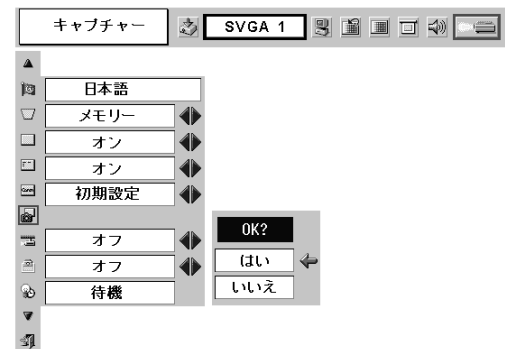 キャプチャー
SVGA 1
日本語
メモリー
オン
オン
初期設定
オフ
オフ
待機
OK?
はい
いいえ